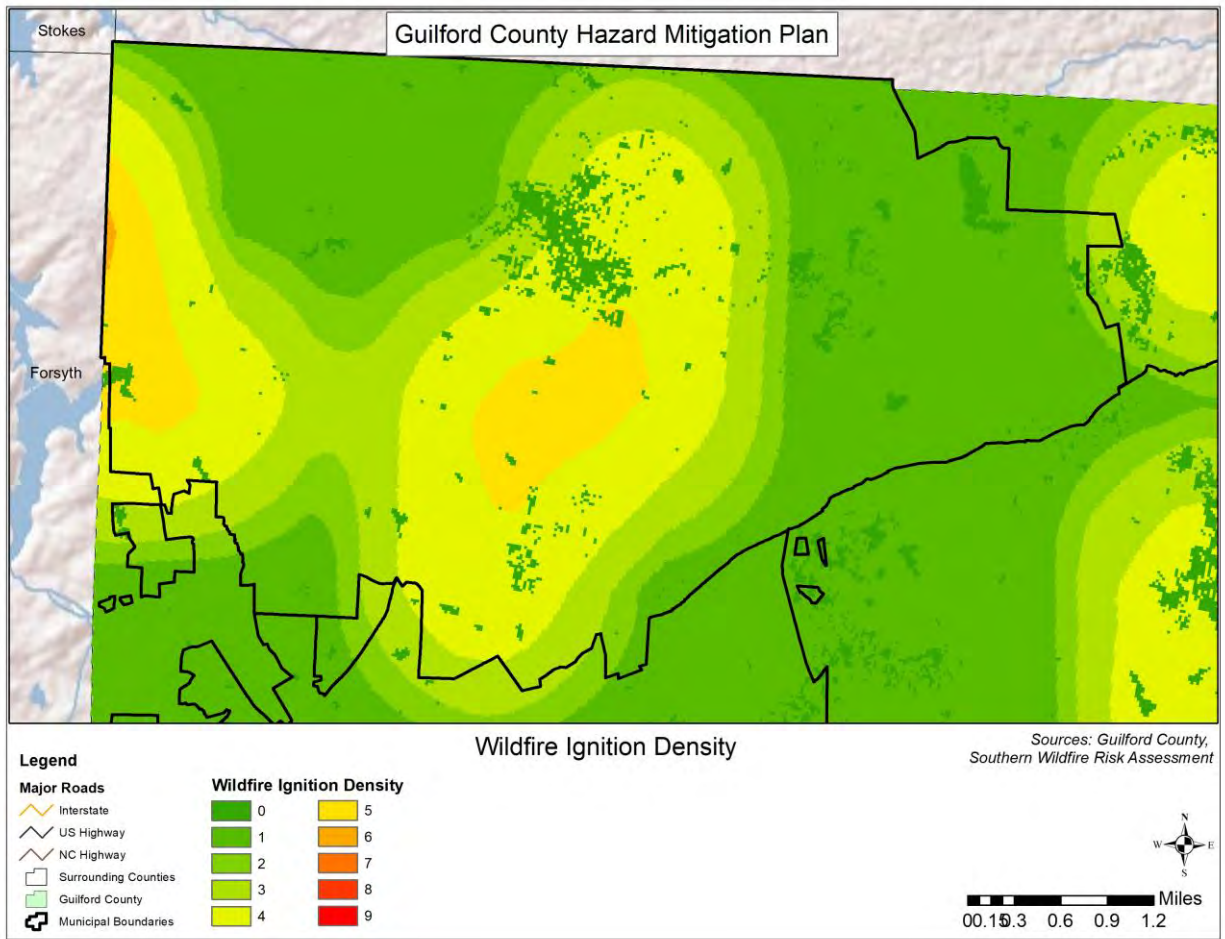 Stokes
Guilford County Hazard Mitigation Plan
Forsyth
Wildfire Ignition Density
Sources: Guilford County,
Southern Wildfire Risk Assessment
Legend
Major Roads
Interstate
US Highway
NC Highway
Surrounding Counties
Guilford County
Municipal Boundaries
Wildfire Ignition Density
0
1
2
3
4
5
6
7
8
9
N
W E
S
Miles
0 0.15 0.3 0.6 0.9 1.2